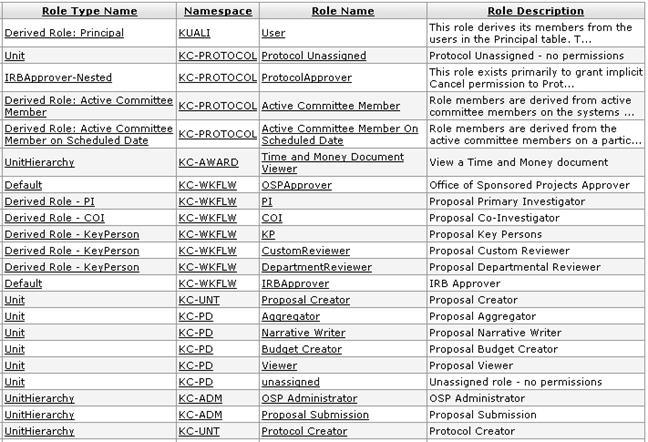 Role Type Name Namespace Role Name Role Description
Derived Role: Principal KUALI User This role derives its members from the
users in the Principal table. T...
Unit KC-PROTOCOL Protocol Unassigned Protocol Unassigned - no permissions
IRBApprover-Nested KC-PROTOCOL ProtocolApprover This role exists primarily to grant implicit
Cancel permission to Prot...
Derived Role: Active Committee
Member KC-PROTOCOL Active Committee Member Role members are derived from active
committee members on the systems ...
Derived Role: Active Committee
Member on Scheduled Date KC-PROTOCOL Active Committee Member On
Scheduled Date Role members are derived from the
active committee members on a partic...
UnitHierarchy KC-AWARD Time and Money Document
Viewer View a Time and Money document
Default KC-WKFLW OSPApprover Office of Sponsored Projects Approver
Derived Role - PI KC-WKFLW PI Proposal Primary Investigator
Derived Role - COI KC-WKFLW COI Proposal Co-Investigator
Derived Role - KeyPerson KC-WKFLW KP Proposal Key Persons
Derived Role - KeyPerson KC-WKFLW CustomReviewer Proposal Custom Reviewer
Derived Role - KeyPerson KC-WKFLW DepartmentReviewer Proposal Departmental Reviewer
Default KC-WKFLW IRBApprover IRB Approver
Unit KC-UNT Proposal Creator Proposal Creator
Unit KC-PD Aggregator Proposal Aggregator
Unit KC-PD Narrative Writer Proposal Narrative Writer
Unit KC-PD Budget Creator Proposal Budget Creator
Unit KC-PD Viewer Proposal Viewer
Unit KC-PD unassigned Unassigned role - no permissions
UnitHierarchy KC-ADM OSP Administrator OSP Administrator
UnitHierarchy KC-ADM Proposal Submission Proposal Submission
UnitHierarchy KC-UNT Protocol Creator Protocol Creator